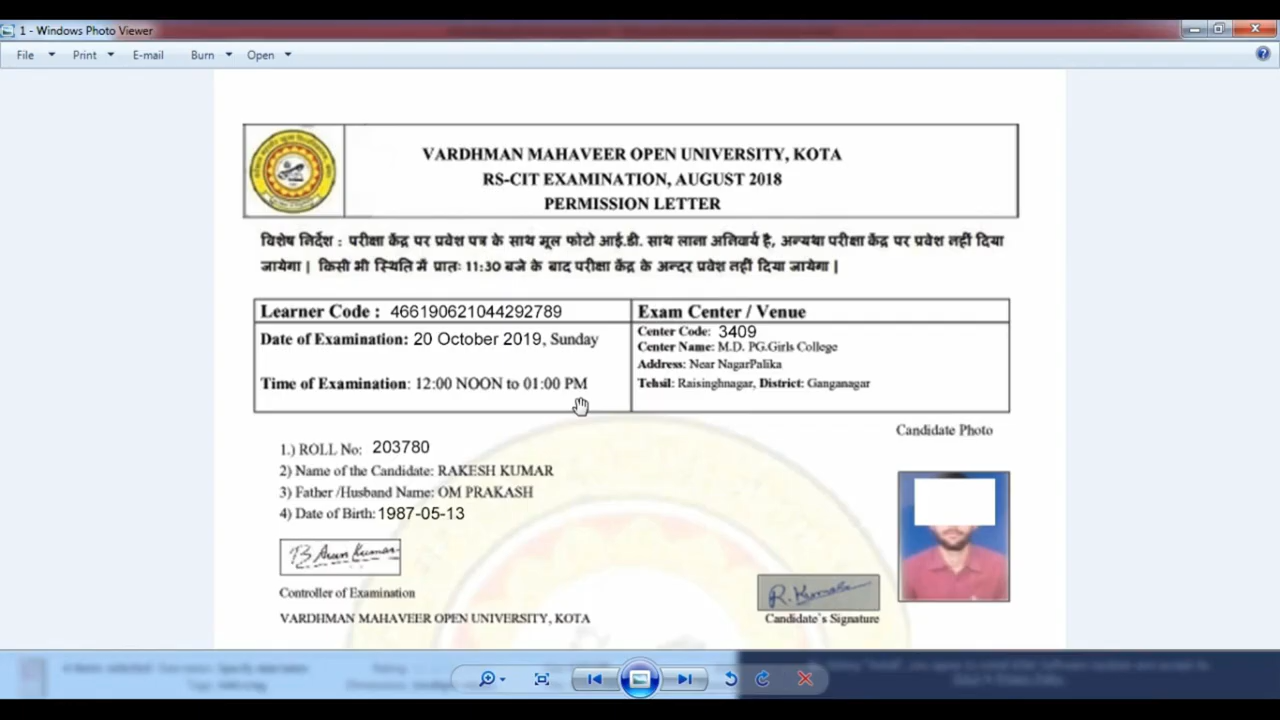 1 - Windows Photo Viewer
File Print E-mail Burn Open
VARDHMAN MAHAVEER OPEN UNIVERSITY, KOTA
RS-CIT EXAMINATION, AUGUST 2018
PERMISSION LETTER
विशेष निर्देश : परीक्षा केंद्र पर प्रवेश पत्र के साथ मूल फोटो आई.डी. साथ लाना अनिवार्य है, अन्यथा परीक्षा केंद्र पर प्रवेश नहीं दिया
जायेगा | किसी भी स्थिति में प्रातः 11:30 बजे के बाद परीक्षा केंद्र के अन्दर प्रवेश नहीं दिया जायेगा |
Learner Code : 466190621044292789
Date of Examination: 20 October 2019, Sunday
Time of Examination: 12:00 NOON to 01:00 PM
Exam Center / Venue
Center Code: 3409
Center Name: M.D. PG.Girls College
Address: Near NagarPalika
Tehsil: Raisinghnagar, District: Ganganagar
Candidate Photo
1.) ROLL No: 203780
2) Name of the Candidate: RAKESH KUMAR
3) Father /Husband Name: OM PRAKASH
4) Date of Birth: 1987-05-13
B Arun Kumar
Controller of Examination
VARDHMAN MAHAVEER OPEN UNIVERSITY, KOTA
R. Kumar
Candidate`s Signature